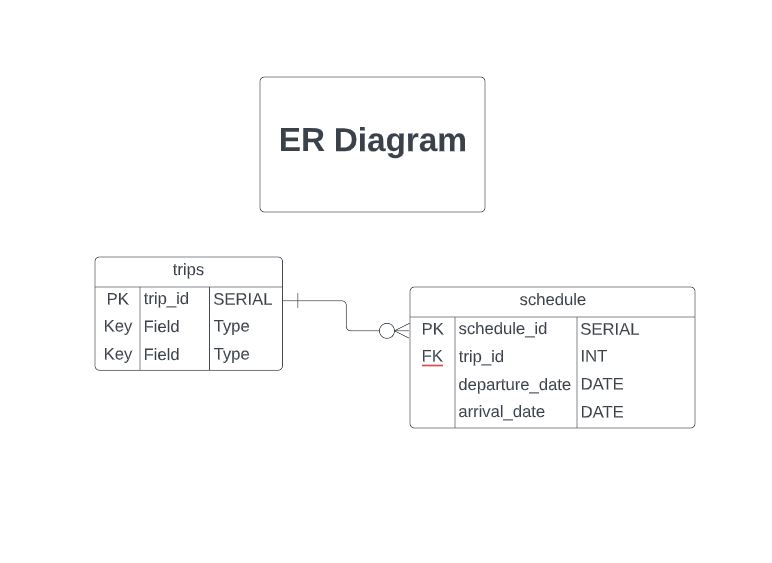 ER Diagram
trips
PK trip_id SERIAL
Key Field Type
Key Field Type
schedule
PK schedule_id SERIAL
FK trip_id INT
departure_date DATE
arrival_date DATE